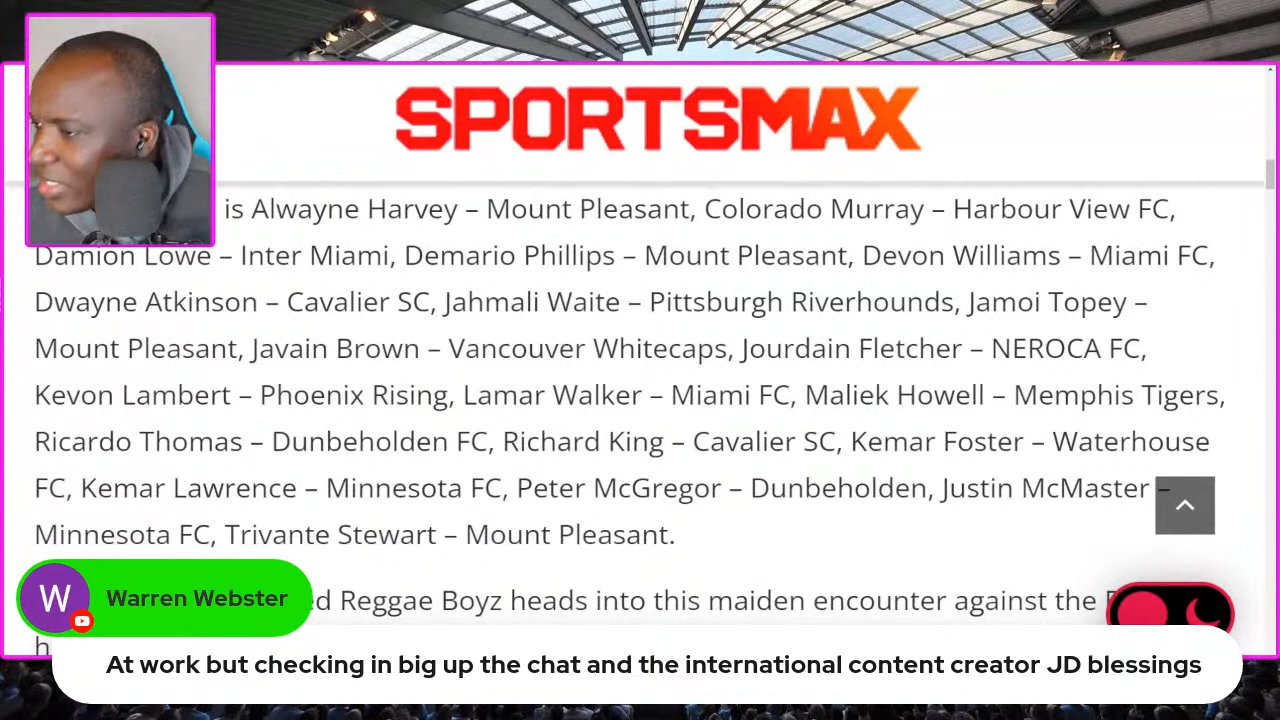 SPORTSMAX
is Alwayne Harvey – Mount Pleasant, Colorado Murray – Harbour View FC,
Damion Lowe – Inter Miami, Demario Phillips – Mount Pleasant, Devon Williams – Miami FC,
Dwayne Atkinson – Cavalier SC, Jahmali Waite – Pittsburgh Riverhounds, Jamoi Topey –
Mount Pleasant, Javain Brown – Vancouver Whitecaps, Jourdain Fletcher – NEROCA FC,
Kevon Lambert – Phoenix Rising, Lamar Walker – Miami FC, Maliek Howell – Memphis Tigers,
Ricardo Thomas – Dunbeholden FC, Richard King – Cavalier SC, Kemar Foster – Waterhouse
FC, Kemar Lawrence – Minnesota FC, Peter McGregor – Dunbeholden, Justin McMaster –
Minnesota FC, Trivante Stewart – Mount Pleasant.
W Warren Webster
Reggae Boyz heads into this maiden encounter against the
At work but checking in big up the chat and the international content creator JD blessings